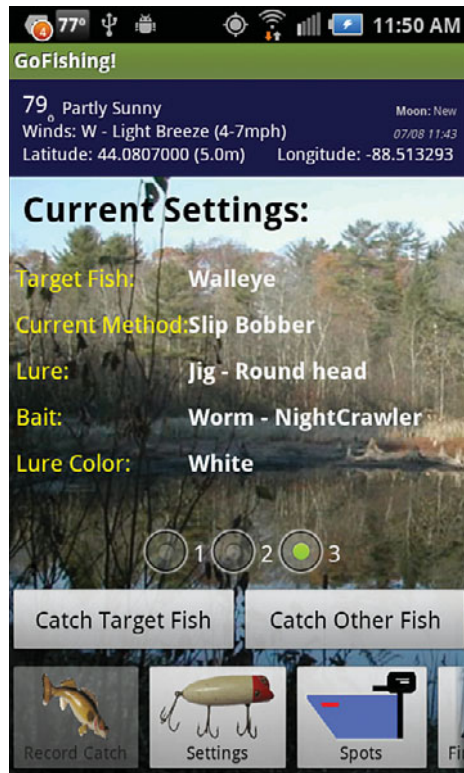 4 77° 11:50 AM
GoFishing!
79° Partly Sunny Moon: New
Winds: W - Light Breeze (4-7mph) 07/08 11:43
Latitude: 44.0807000 (5.0m) Longitude: -88.513293
Current Settings:
Target Fish: Walleye
Current Method:Slip Bobber
Lure: Jig - Round head
Bait: Worm - NightCrawler
Lure Color: White
1 2 3
Catch Target Fish Catch Other Fish
Record Catch Settings Spots Fi